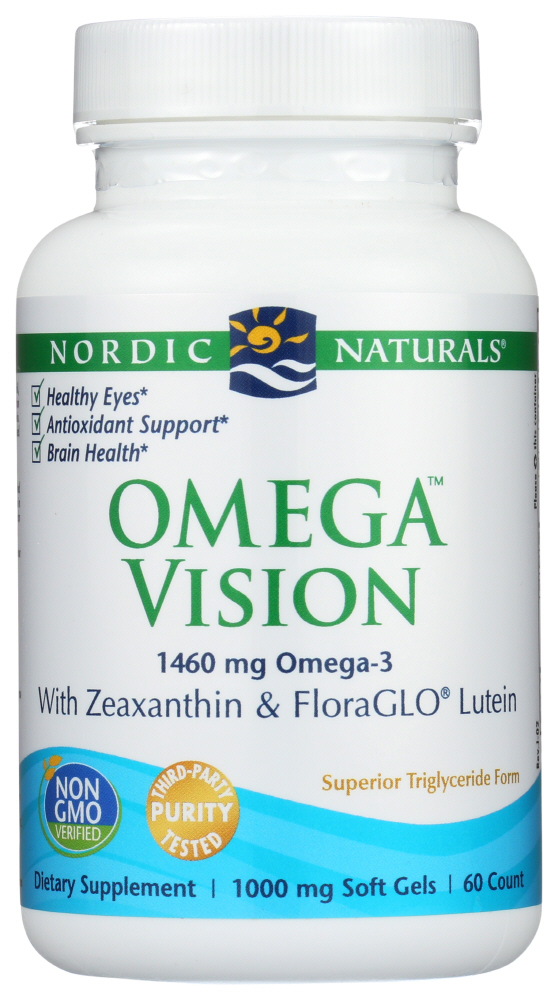 NORDIC NATURALS®
Healthy Eyes*
Antioxidant Support*
Brain Health*
OMEGA™
VISION
1460 mg Omega-3
With Zeaxanthin & FloraGLO® Lutein
Superior Triglyceride Form
NON
GMO
VERIFIED
THIRD-PARTY
PURITY
TESTED
Dietary Supplement | 1000 mg Soft Gels | 60 Count